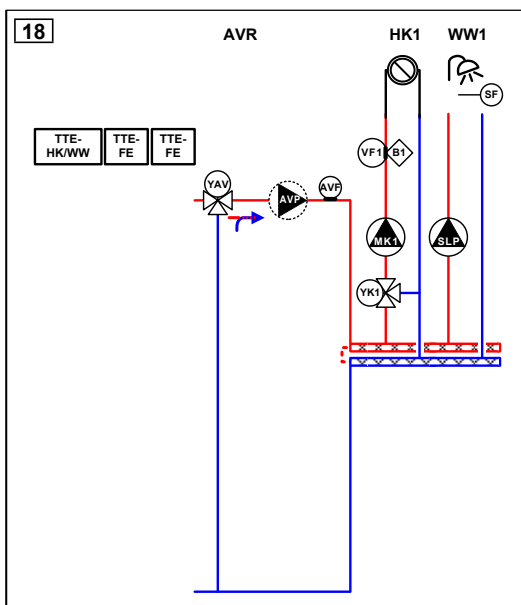 18
AVR
HK1
WW1
SF
TTE-
HK/WW
TTE-
FE
TTE-
FE
VF1
B1
YAV
AVP
AVF
MK1
SLP
YK1